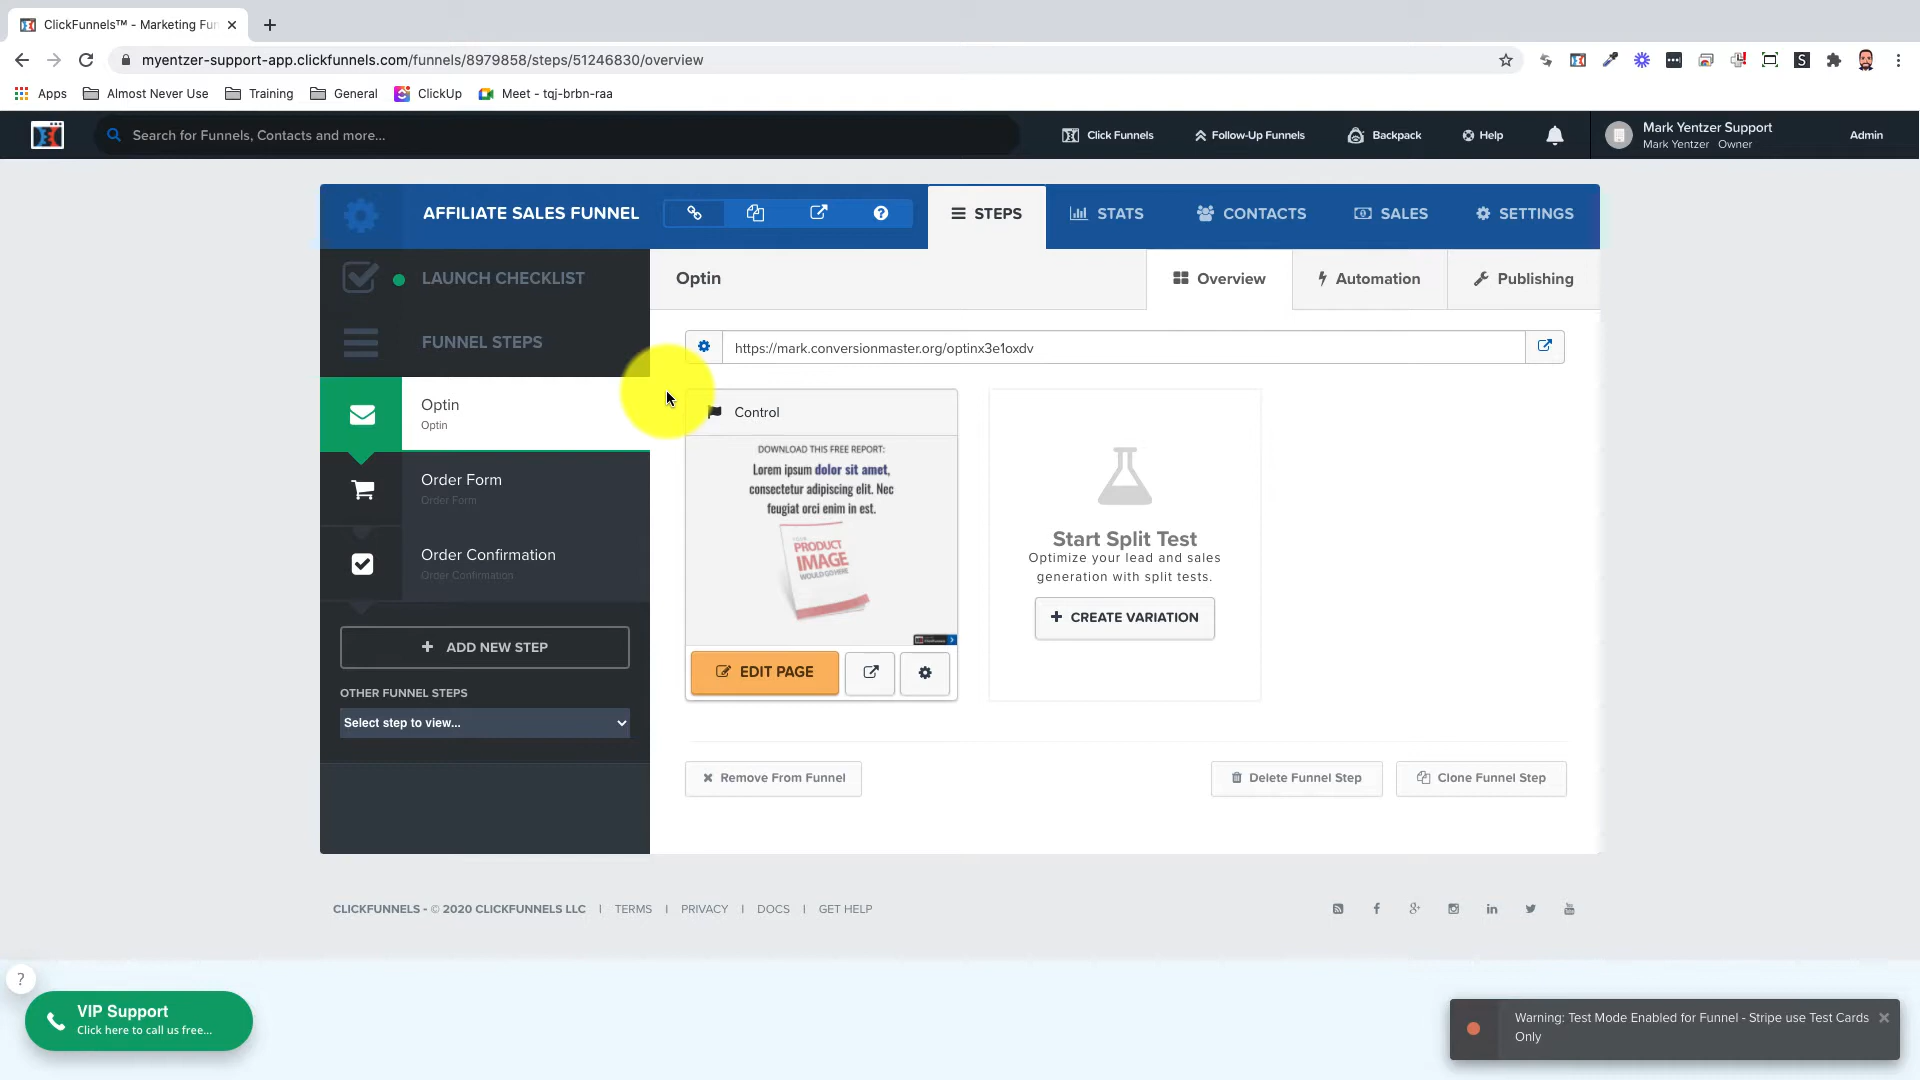 ClickFunnels™ - Marketing Fun
myentzer-support-app.clickfunnels.com/funnels/8979858/steps/51246830/overview
Apps
Almost Never Use
Training
General
ClickUp
Meet - tqj-brbn-raa
Search for Funnels, Contacts and more...
Click Funnels
Follow-Up Funnels
Backpack
Help
Mark Yentzer Support
Mark Yentzer Owner
Admin
AFFILIATE SALES FUNNEL
STEPS
STATS
CONTACTS
SALES
SETTINGS
LAUNCH CHECKLIST
FUNNEL STEPS
Optin
Optin
Order Form
Order Form
Order Confirmation
Order Confirmation
+ ADD NEW STEP
OTHER FUNNEL STEPS
Select step to view...
Optin
Overview
Automation
Publishing
https://mark.conversionmaster.org/optinx3e1oxdv
Control
DOWNLOAD THIS FREE REPORT:
Lorem ipsum dolor sit amet,
consectetur adipiscing elit. Nec
feugiat orci enim in est.
YOUR
PRODUCT
IMAGE
WOULD GO HERE
EDIT PAGE
Start Split Test
Optimize your lead and sales
generation with split tests.
+ CREATE VARIATION
Remove From Funnel
Delete Funnel Step
Clone Funnel Step
CLICKFUNNELS - © 2020 CLICKFUNNELS LLC | TERMS | PRIVACY | DOCS | GET HELP
?
VIP Support
Click here to call us free...
Warning: Test Mode Enabled for Funnel - Stripe use Test Cards
Only